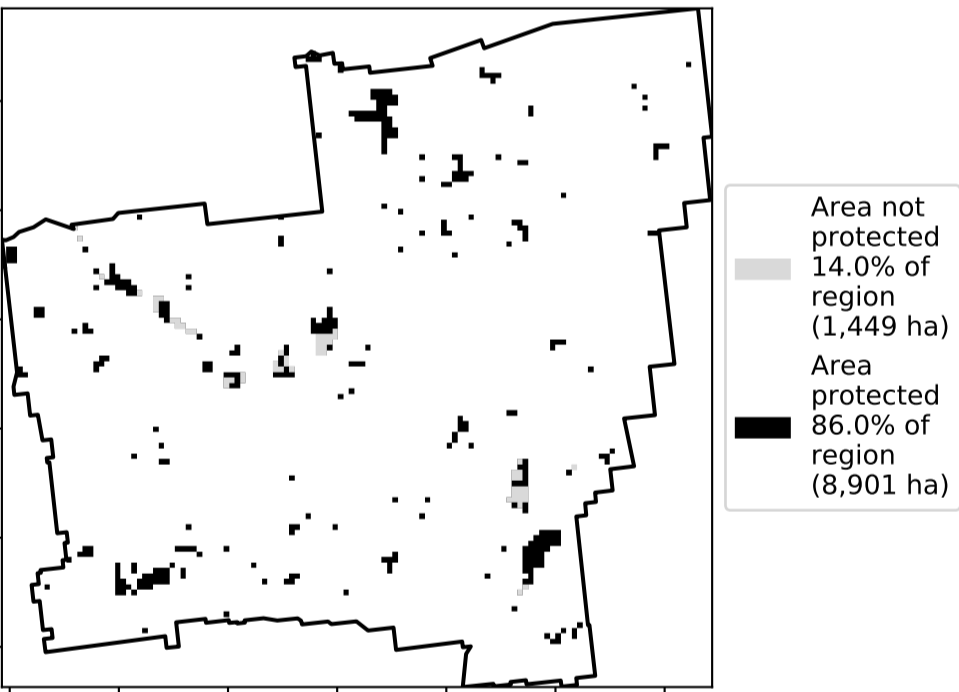 Area not
protected
14.0% of
region
(1,449 ha)
Area
protected
86.0% of
region
(8,901 ha)